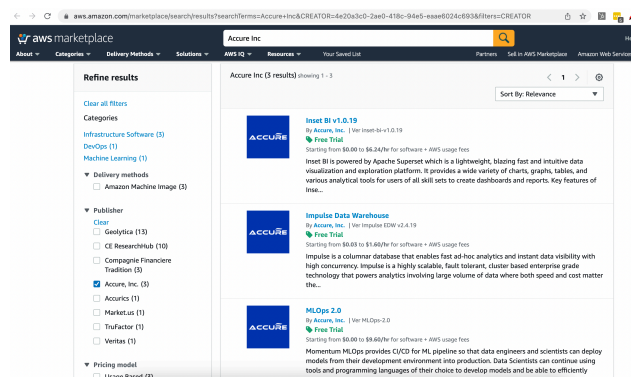 aws.amazon.com/marketplace/search/results?searchTerms=Accure+Inc&CREATOR=4e20a3c0-2ae0-418c-94e5-eaae6024c693&filters=CREATOR
aws marketplace
Accure Inc
About Categories Delivery Methods Solutions AWS IQ Resources Your Saved List Partners Sell in AWS Marketplace Amazon Web Services
Refine results
Clear all filters
Categories
Infrastructure Software (3)
DevOps (1)
Machine Learning (1)
Delivery methods
Amazon Machine Image (3)
Publisher
Clear
Geolytica (13)
CE ResearchHub (10)
Compagnie Financiere
Tradition (3)
Accure, Inc. (3)
Accurics (1)
Market.us (1)
TruFactor (1)
Veritas (1)
Pricing model
Usage Based (3)
Accure Inc (3 results) showing 1 - 3
1
Sort By: Relevance
ACCURE
Inset BI v1.0.19
By Accure, Inc. | Ver inset-bi-v1.0.19
Free Trial
Starting from $0.00 to $6.24/hr for software + AWS usage fees
Inset BI is powered by Apache Superset which is a lightweight, blazing fast and intuitive data
visualization and exploration platform. It provides a wide variety of charts, graphs, tables, and
various analytical tools for users of all skill sets to create dashboards and reports. Key features of
Inse...
ACCURE
Impulse Data Warehouse
By Accure, Inc. | Ver Impulse EDW v2.4.19
Free Trial
Starting from $0.03 to $1.60/hr for software + AWS usage fees
Impulse is a columnar database that enables fast ad-hoc analytics and instant data visibility with
high concurrency. Impulse is a highly scalable, fault tolerant, cluster based enterprise grade
technology that powers analytics involving large volume of data where both speed and cost matter
the...
ACCURE
MLOps 2.0
By Accure, Inc. | Ver MLOps-2.0
Free Trial
Starting from $0.00 to $9.60/hr for software + AWS usage fees
Momentum MLOps provides CI/CD for ML pipeline so that data engineers and scientists can deploy
models from their development environment into production. Data Scientists can continue using
tools and programming languages of their choice to develop models and be able to efficiently